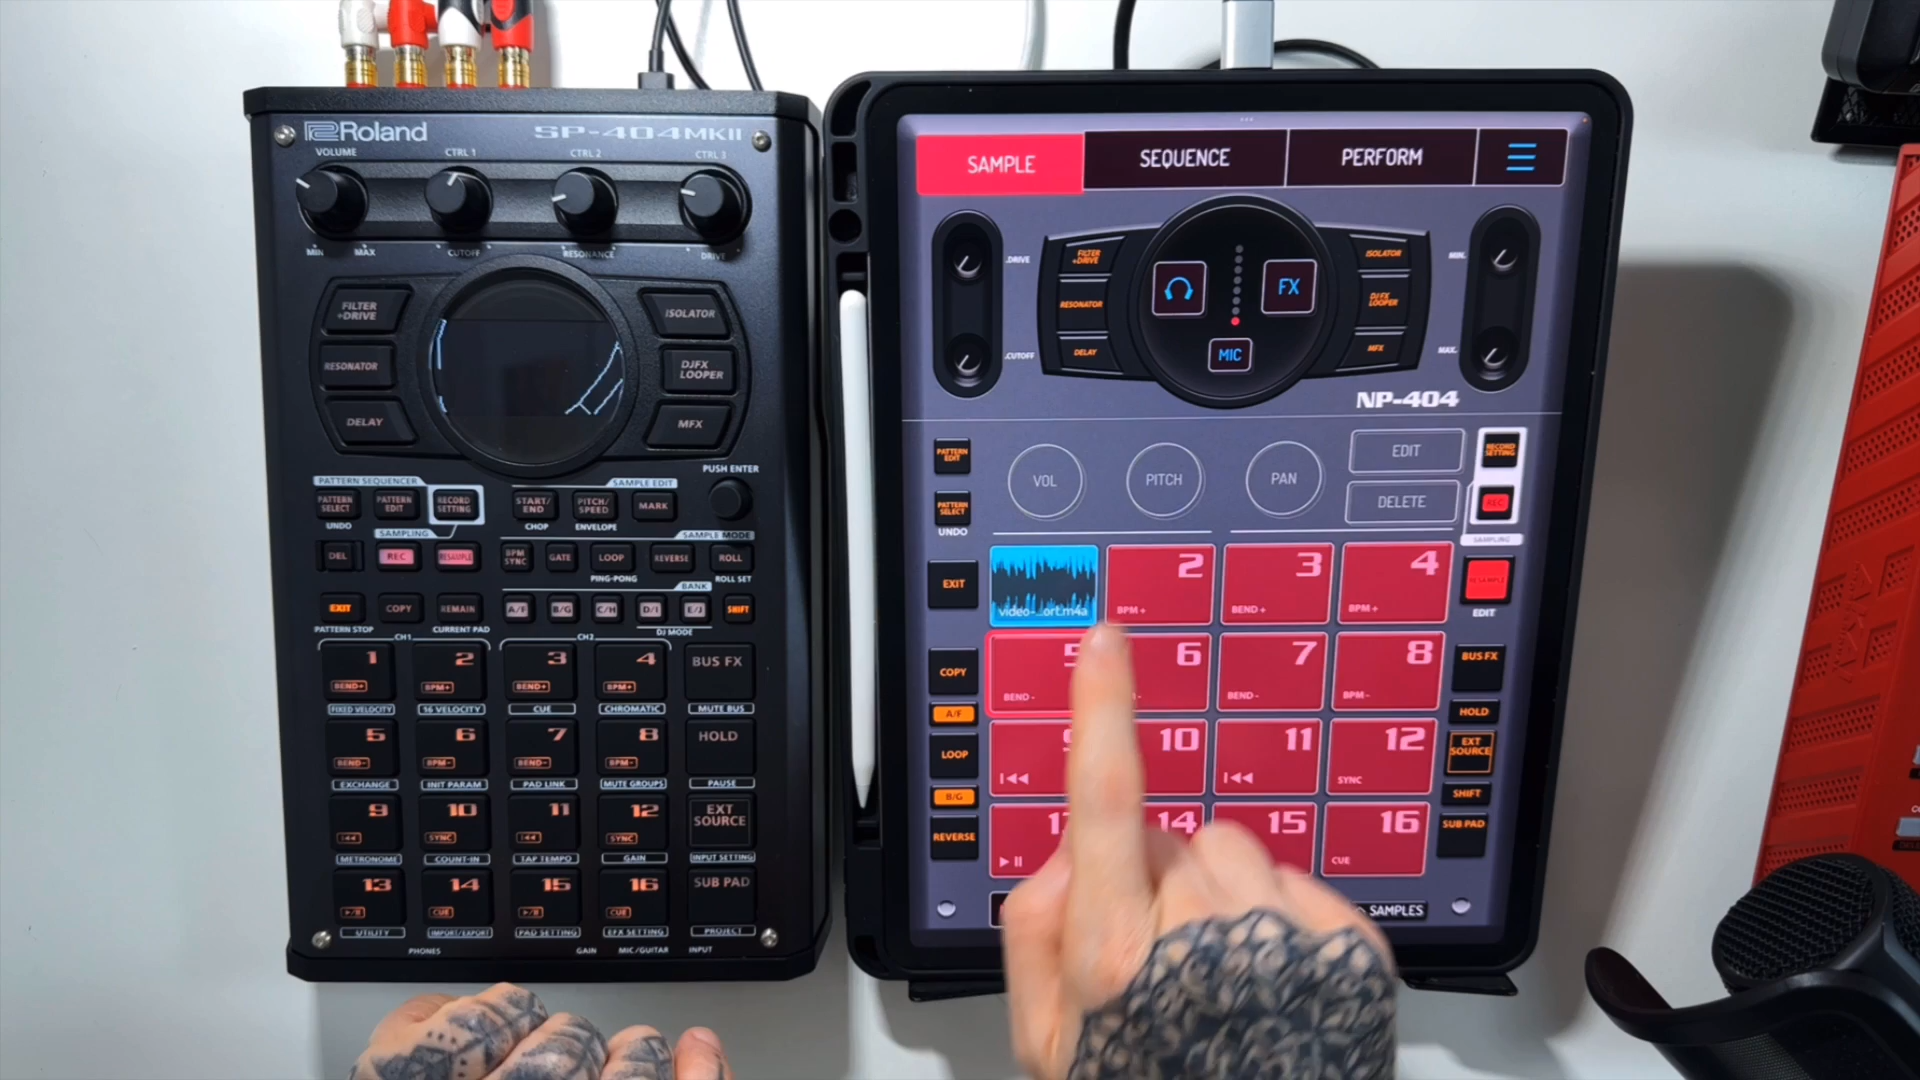 Roland
SP-404MKII
VOLUME
CTRL 1
CTRL 2
CTRL 3
MIN
MAX
CUTOFF
RESONANCE
DRIVE
FILTER
+DRIVE
ISOLATOR
RESONATOR
DJFX
LOOPER
DELAY
MFX
PUSH ENTER
PATTERN SEQUENCER
SAMPLE EDIT
PATTERN
SELECT
PATTERN
EDIT
RECORD
SETTING
START/
END
PITCH/
SPEED
MARK
UNDO
CHOP
ENVELOPE
SAMPLING
SAMPLE MODE
DEL
REC
RESAMPLE
BPM
SYNC
GATE
LOOP
REVERSE
ROLL
PING-PONG
ROLL SET
BANK
EXIT
COPY
REMAIN
A/F
B/G
C/H
D/I
E/J
SHIFT
PATTERN STOP
CURRENT PAD
DJ MODE
CH1
CH2
1
BEND+
2
BPM+
3
BEND+
4
BPM+
BUS FX
FIXED VELOCITY
16 VELOCITY
CUE
CHROMATIC
MUTE BUS
5
BEND-
6
BPM-
7
BEND-
8
BPM-
HOLD
EXCHANGE
INIT PARAM
PAD LINK
MUTE GROUPS
PAUSE
9
10
SYNC
11
12
SYNC
EXT
SOURCE
METRONOME
COUNT-IN
TAP TEMPO
GAIN
INPUT SETTING
13
14
CUE
15
16
CUE
SUB PAD
UTILITY
IMPORT/EXPORT
PAD SETTING
EFX SETTING
PROJECT
PHONES
GAIN
MIC/GUITAR
INPUT
SAMPLE
SEQUENCE
PERFORM
.DRIVE
FILTER
+DRIVE
ISOLATOR
MIN.
FX
RESONATOR
DJ FX
LOOPER
.CUTOFF
DELAY
MIC
MFX
MAX.
NP-404
PATTERN
EDIT
VOL
PITCH
PAN
EDIT
RECORD
SETTING
PATTERN
SELECT
DELETE
REC
UNDO
SAMPLING
EXIT
video-...ort.m4a
2
BPM+
3
BEND+
4
BPM+
RESAMPLE
EDIT
COPY
5
BEND-
6
7
BEND-
8
BPM-
BUS FX
A/F
HOLD
LOOP
10
11
12
SYNC
EXT
SOURCE
B/G
SHIFT
REVERSE
14
15
16
CUE
SUB PAD
SAMPLES